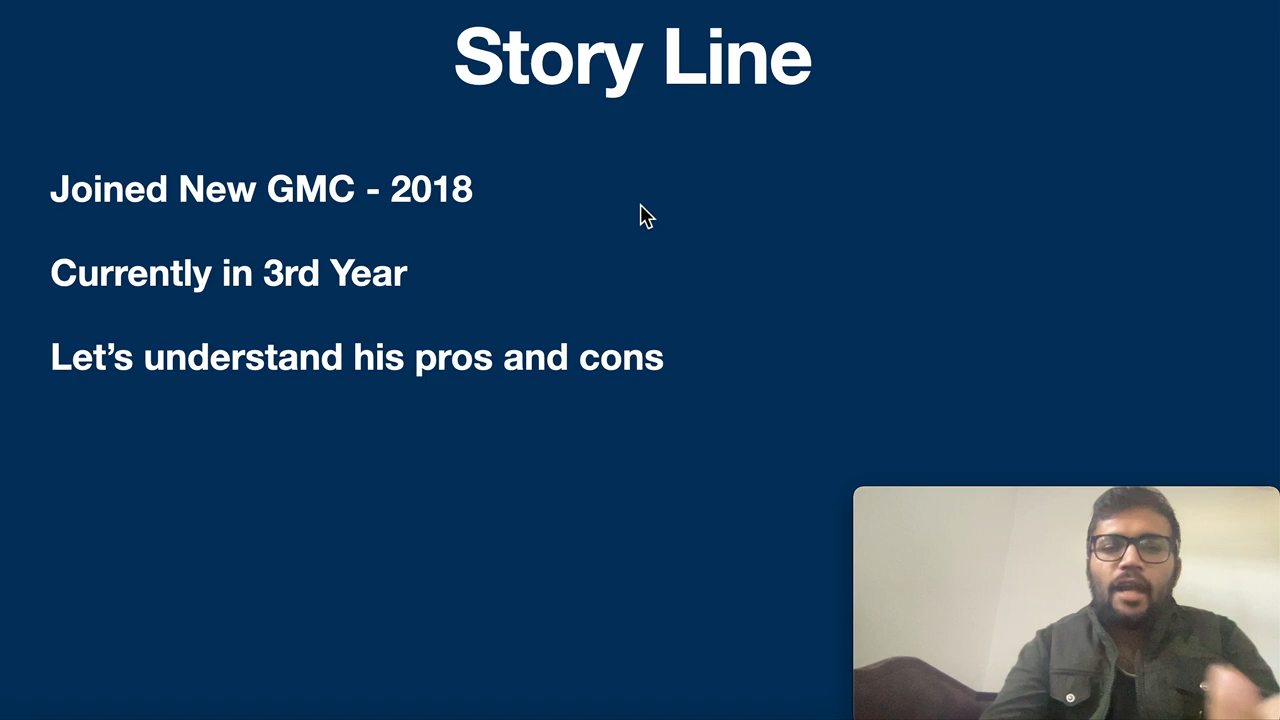 Story Line
Joined New GMC - 2018
Currently in 3rd Year
Let’s understand his pros and cons